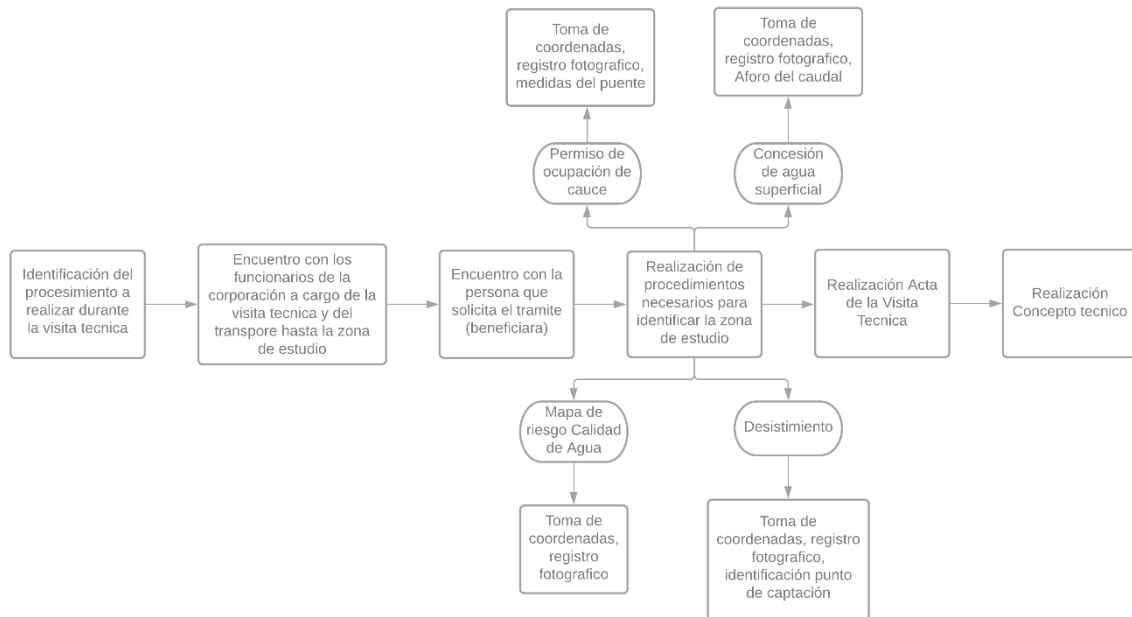 Toma de
coordenadas,
registro fotografico,
medidas del puente
Toma de
coordenadas,
registro fotografico,
Aforo del caudal
Permiso de
ocupación de
cauce
Concesión
de agua
superficial
Identificación del
procesimiento a
realizar durante
la visita tecnica
Encuentro con los
funcionarios de la
corporación a cargo de la
visita tecnica y del
transpore hasta la zona
de estudio
Encuentro con la
persona que
solicita el tramite
(beneficiara)
Realización de
procedimientos
necesarios para
identificar la zona
de estudio
Realización Acta
de la Visita
Tecnica
Realización
Concepto tecnico
Mapa de
riesgo Calidad
de Agua
Desistimiento
Toma de
coordenadas,
registro
fotografico
Toma de
coordenadas, registro
fotografico,
identificación punto
de captación